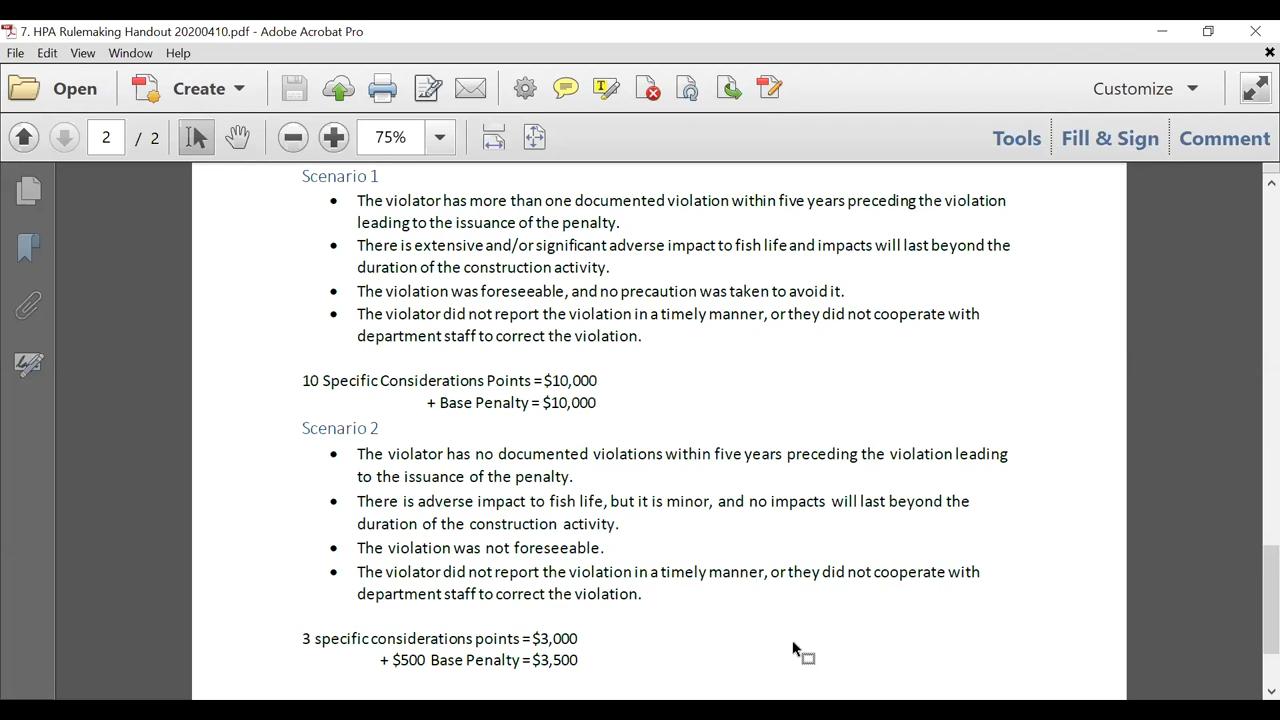 7. HPA Rulemaking Handout 20200410.pdf - Adobe Acrobat Pro
File Edit View Window Help
Open Create Customize
2 / 2 75% Tools Fill & Sign Comment
Scenario 1
• The violator has more than one documented violation within five years preceding the violation
leading to the issuance of the penalty.
• There is extensive and/or significant adverse impact to fish life and impacts will last beyond the
duration of the construction activity.
• The violation was foreseeable, and no precaution was taken to avoid it.
• The violator did not report the violation in a timely manner, or they did not cooperate with
department staff to correct the violation.
10 Specific Considerations Points = $10,000
+ Base Penalty = $10,000
Scenario 2
• The violator has no documented violations within five years preceding the violation leading
to the issuance of the penalty.
• There is adverse impact to fish life, but it is minor, and no impacts will last beyond the
duration of the construction activity.
• The violation was not foreseeable.
• The violator did not report the violation in a timely manner, or they did not cooperate with
department staff to correct the violation.
3 specific considerations points = $3,000
+ $500 Base Penalty = $3,500